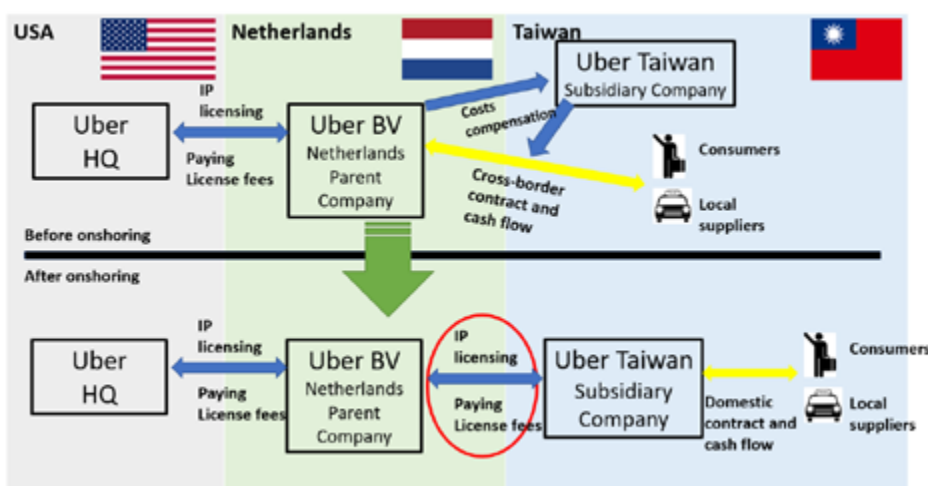 USA
Netherlands
Taiwan
Uber Taiwan
Subsidiary Company
IP
licensing
Uber
HQ
Paying
License fees
Uber BV
Netherlands
Parent
Company
Costs
compensation
Cross-border
contract and
cash flow
Consumers
Local
suppliers
Before onshoring
After onshoring
IP
licensing
Uber
HQ
Paying
License fees
Uber BV
Netherlands
Parent
Company
IP
licensing
Paying
License fees
Uber Taiwan
Subsidiary
Company
Domestic
contract and
cash flow
Consumers
Local
suppliers